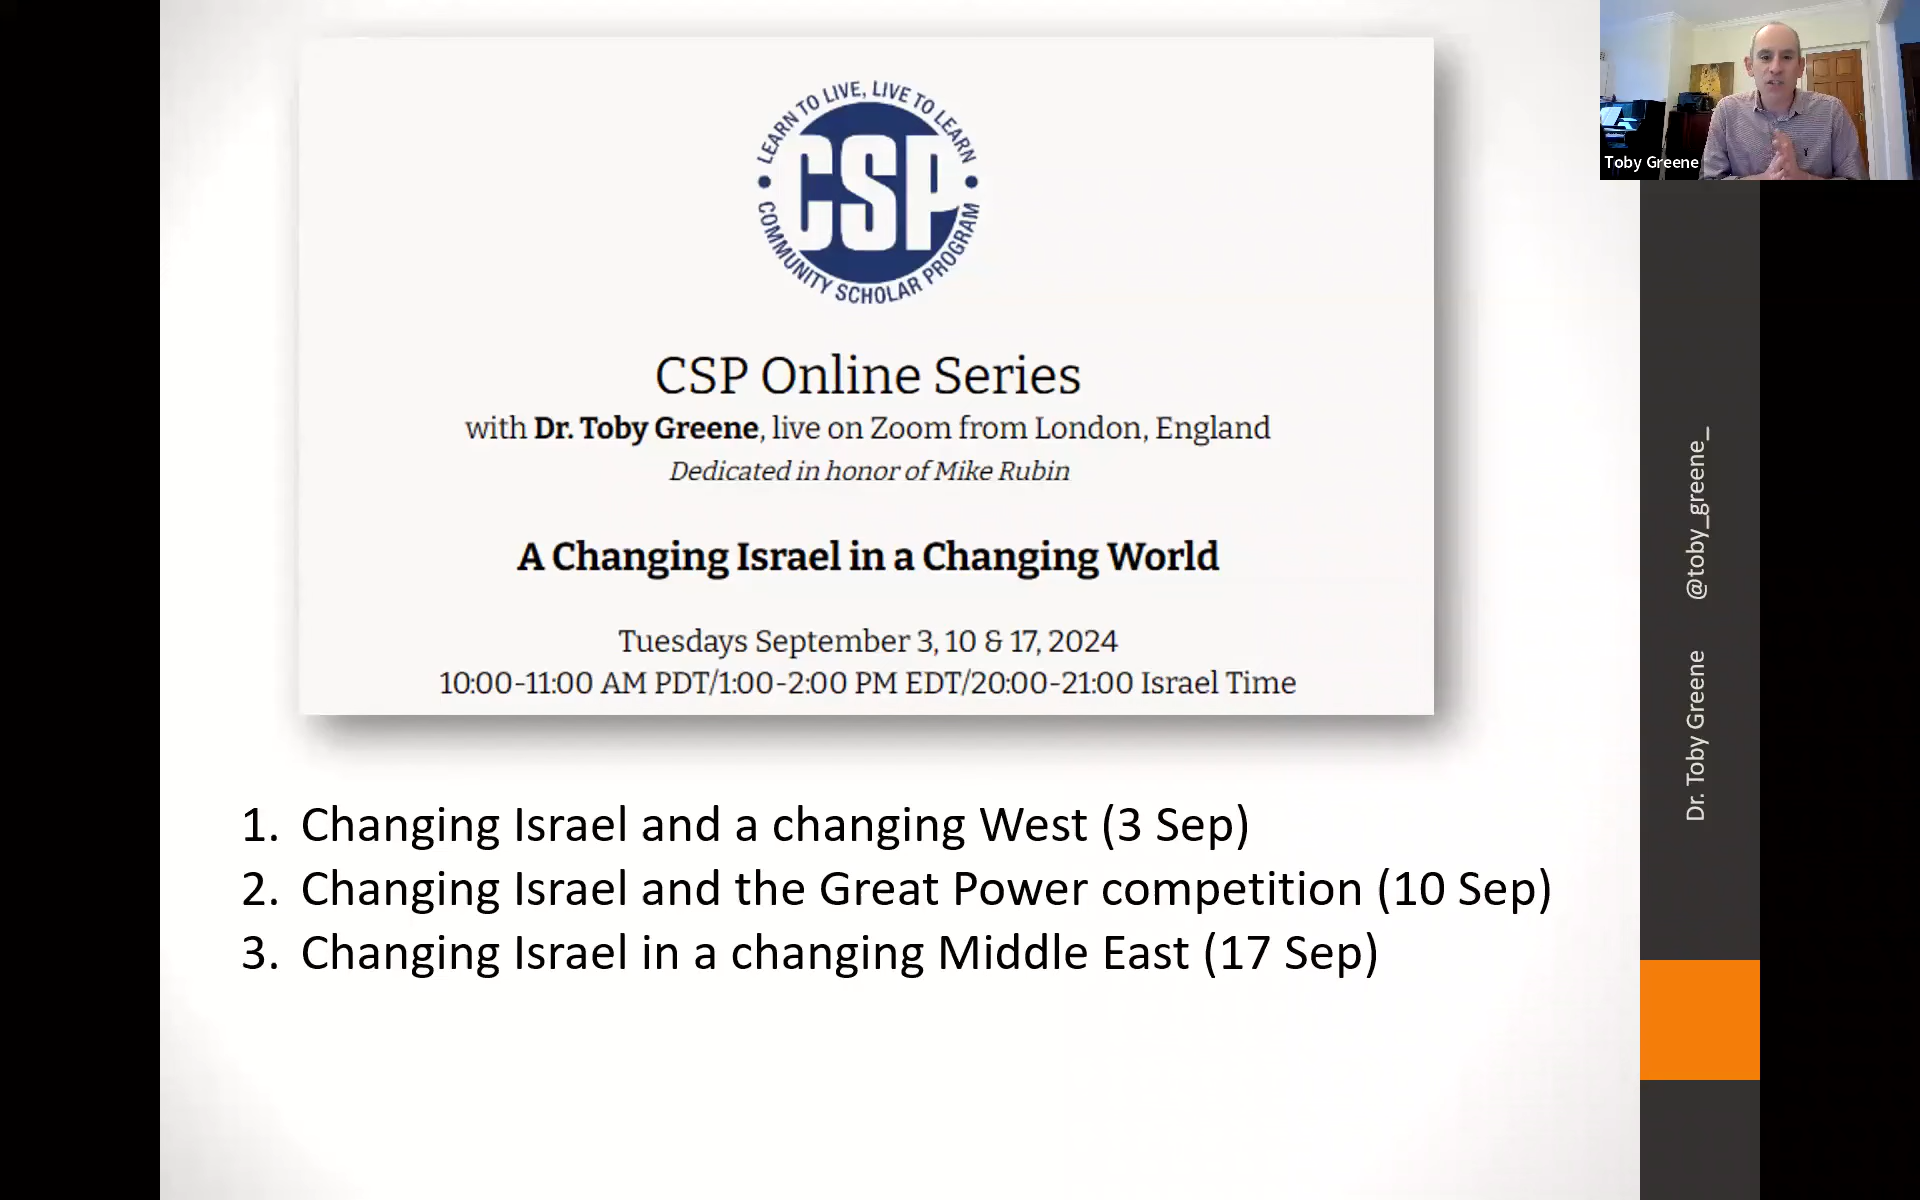 LEARN TO LIVE, LIVE TO LEARN
CSP
COMMUNITY SCHOLAR PROGRAM
CSP Online Series
with Dr. Toby Greene, live on Zoom from London, England
Dedicated in honor of Mike Rubin
A Changing Israel in a Changing World
Tuesdays September 3, 10 & 17, 2024
10:00-11:00 AM PDT/1:00-2:00 PM EDT/20:00-21:00 Israel Time
1. Changing Israel and a changing West (3 Sep)
2. Changing Israel and the Great Power competition (10 Sep)
3. Changing Israel in a changing Middle East (17 Sep)
Toby Greene
Dr. Toby Greene @toby_greene_